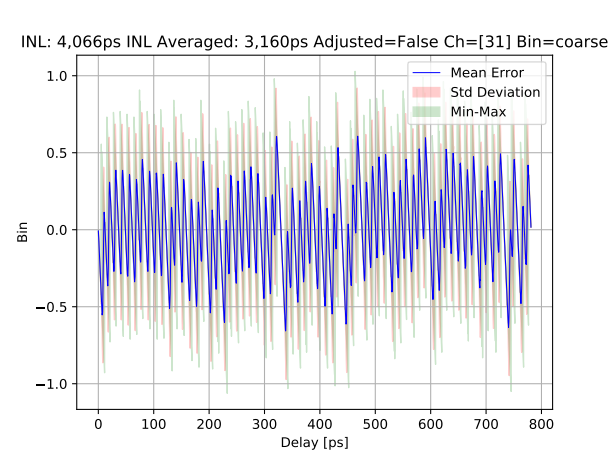 INL: 4,066ps INL Averaged: 3,160ps Adjusted=False Ch=[31] Bin=coarse
Mean Error
Std Deviation
Min-Max
1.0
0.5
0.0
−0.5
−1.0
Bin
0 100 200 300 400 500 600 700 800
Delay [ps]